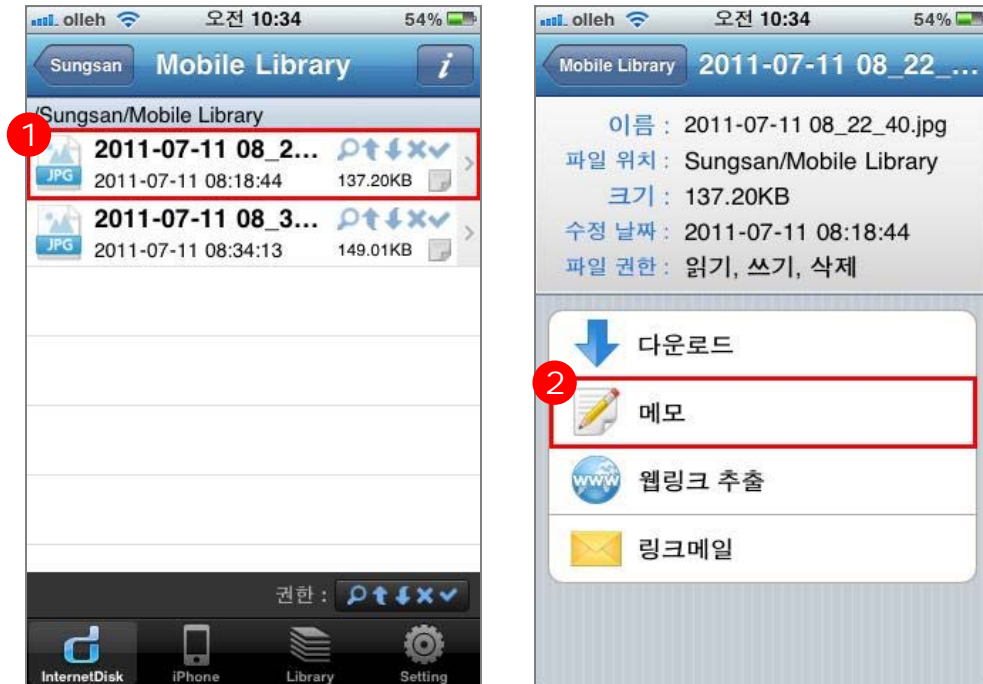 olleh 오전 10:34 54%
Sungsan Mobile Library i
/Sungsan/Mobile Library
1
2011-07-11 08_2...
JPG 2011-07-11 08:18:44 137.20KB
2011-07-11 08_3...
JPG 2011-07-11 08:34:13 149.01KB
권한 :
InternetDisk iPhone Library Setting
olleh 오전 10:34 54%
Mobile Library 2011-07-11 08_22_...
이름 : 2011-07-11 08_22_40.jpg
파일 위치 : Sungsan/Mobile Library
크기 : 137.20KB
수정 날짜 : 2011-07-11 08:18:44
파일 권한 : 읽기, 쓰기, 삭제
다운로드
2
메모
www 웹링크 추출
링크메일